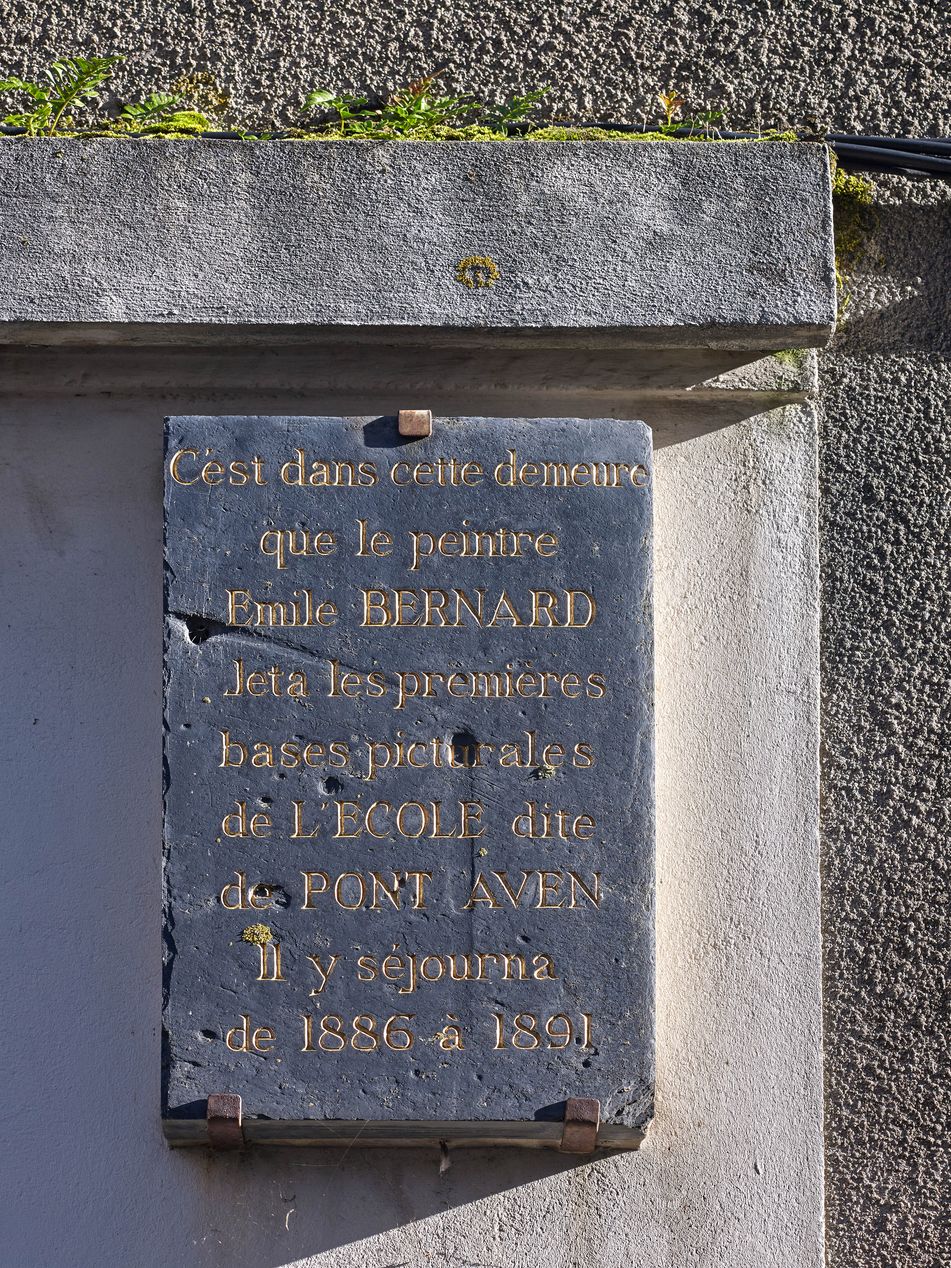 C'est dans cette demeure
que le peintre
Emile BERNARD
Jeta les premières
bases picturales
de L'ÉCOLE dite
de PONT AVEN
Il y séjourna
de 1886 à 1891